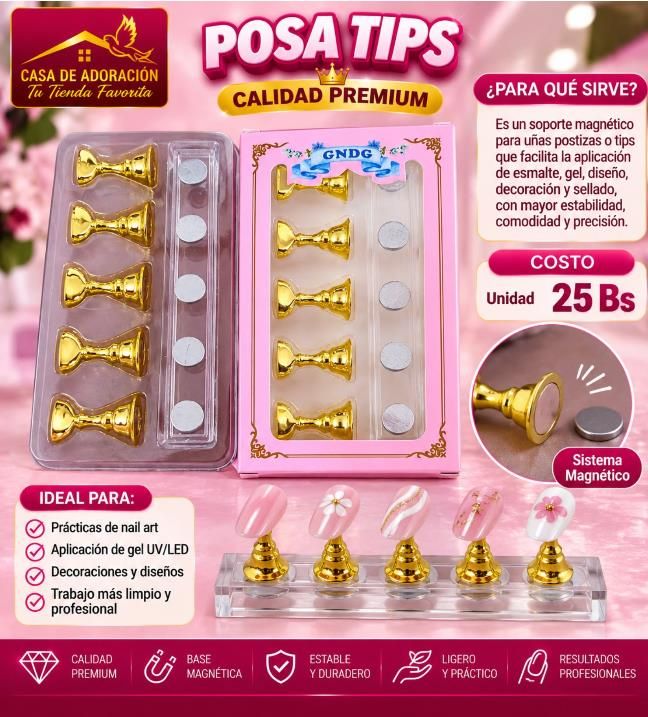 CASA DE ADORACIÓN
Tu Tienda Favorita
POSA TIPS
CALIDAD PREMIUM
¿PARA QUÉ SIRVE?
Es un soporte magnético
para uñas postizas o tips
que facilita la aplicación
de esmalte, gel, diseño,
decoración y sellado,
con mayor estabilidad,
comodidad y precisión.
GNDG
COSTO
Unidad 25 Bs
Sistema
Magnético
IDEAL PARA:
Prácticas de nail art
Aplicación de gel UV/LED
Decoraciones y diseños
Trabajo más limpio y
profesional
CALIDAD
PREMIUM
BASE
MAGNÉTICA
ESTABLE
Y DURADERO
LIGERO
Y PRÁCTICO
RESULTADOS
PROFESIONALES